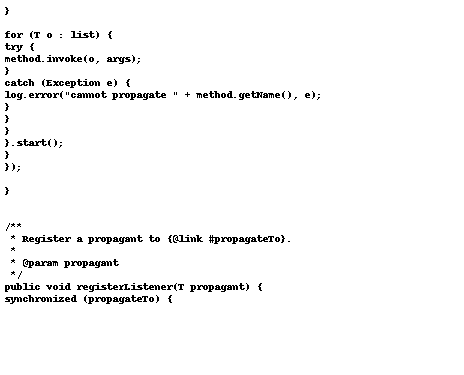 }
for (T o : list) {
try {
method.invoke(o, args);
}
catch (Exception e) {
log.error("cannot propagate " + method.getName(), e);
}
}
}
}.start();
}
});
}
/**
* Register a propagant to {@link #propagateTo}.
*
* @param propagant
*/
public void registerListener(T propagant) {
synchronized (propagateTo) {